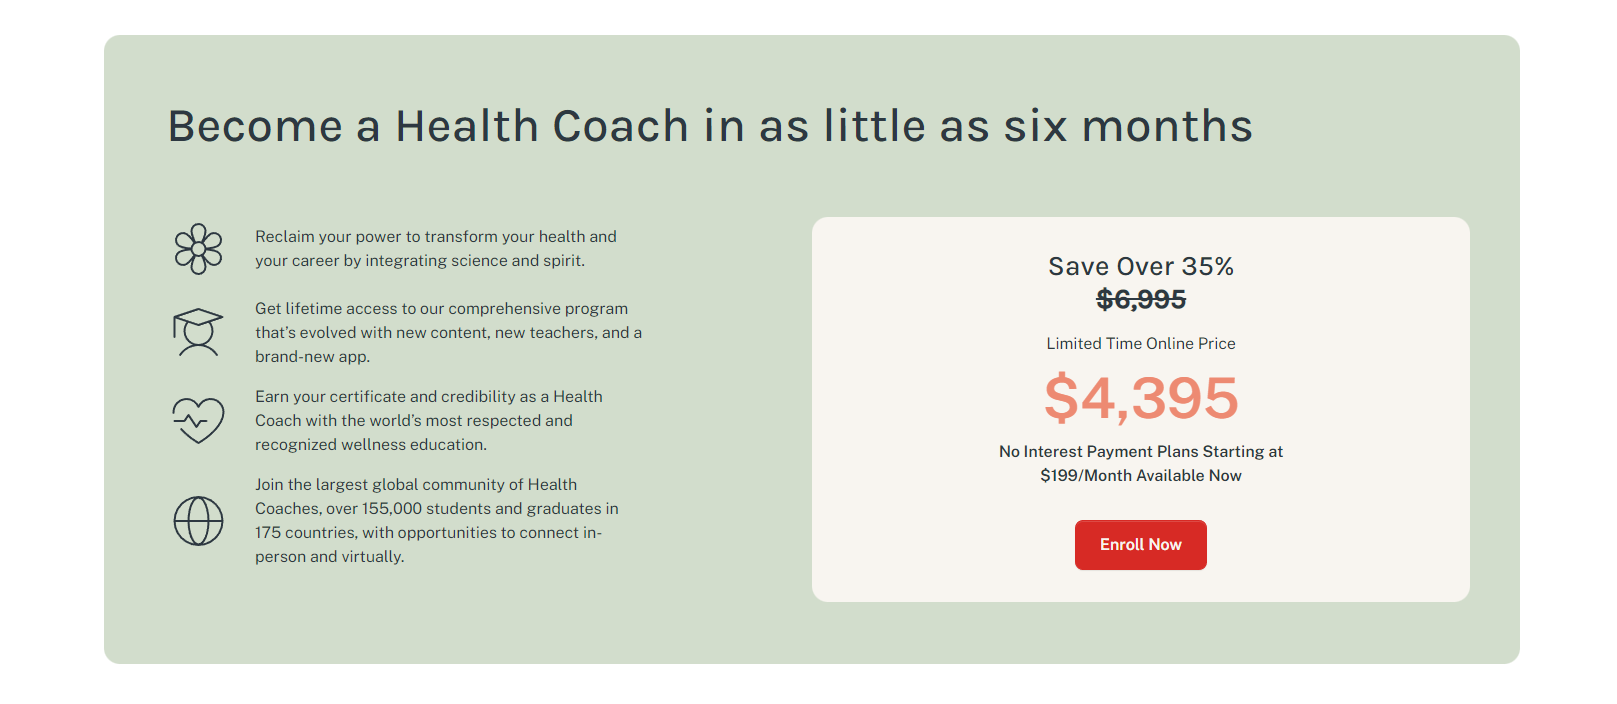 Become a Health Coach in as little as six months
Reclaim your power to transform your health and
your career by integrating science and spirit.
Get lifetime access to our comprehensive program
that’s evolved with new content, new teachers, and a
brand-new app.
Earn your certificate and credibility as a Health
Coach with the world’s most respected and
recognized wellness education.
Join the largest global community of Health
Coaches, over 155,000 students and graduates in
175 countries, with opportunities to connect in-
person and virtually.
Save Over 35%
$6,995
Limited Time Online Price
$4,395
No Interest Payment Plans Starting at
$199/Month Available Now
Enroll Now